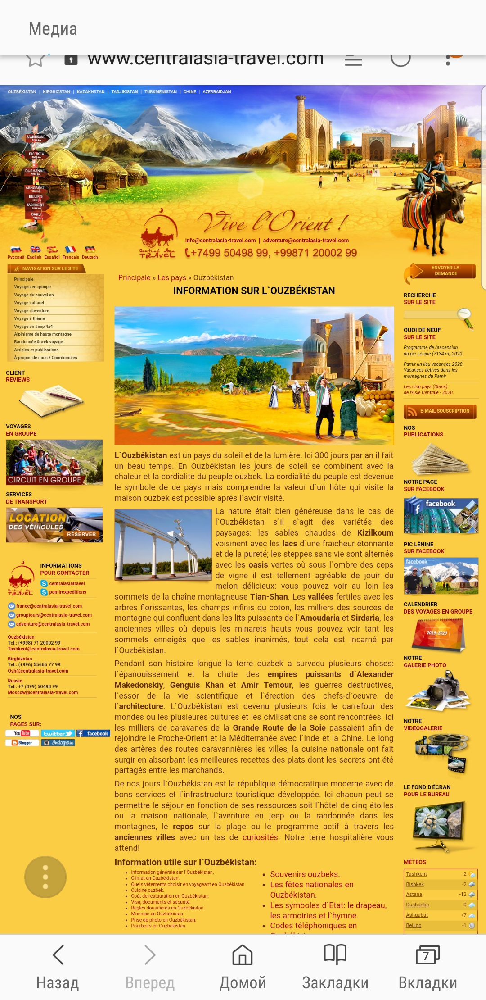 Медиа
www.centralasia-travel.com
OUZBÉKISTAN | KIRGHIZSTAN | KAZAKHSTAN | TADJIKISTAN | TURKMÉNISTAN | CHINE | AZERBAÏDJAN
SAMARKAND
BISHKEK
DUSHANBE
ASHGABAT
BEIJING
TASHKENT
BAKU
Vive l'Orient !
Central Asia
TRAVEL
info@centralasia-travel.com | adventure@centralasia-travel.com
+7499 50498 99, +99871 20002 99
Русский English Español Français Deutsch
NAVIGATION SUR LE SITE
Principale
Voyages en groupe
Voyage du nouvel an
Voyage culturel
Voyage d'aventure
Voyage à thème
Voyage en Jeep 4x4
Alpinisme de haute montagne
Randonnée & trek voyage
Articles et publications
À propos de nous / Coordonnées
CLIENT
REVIEWS
VOYAGES
EN GROUPE
CIRCUIT EN GROUPE
SERVICES
DE TRANSPORT
LOCATION
DES VÉHICULES
RÉSERVER
Central Asia
TRAVEL
INFORMATIONS
POUR CONTACTER
centralasiatravel
pamirexpeditions
france@centralasia-travel.com
grouptours@centralasia-travel.com
adventure@centralasia-travel.com
Ouzbékistan
Tel.: (+998) 71 20002 99
Tashkent@centralasia-travel.com
Kirghizstan
Tel.: (+996) 55665 77 99
Osh@centralasia-travel.com
Russie
Tel.: +7 (499) 50498 99
Moscow@centralasia-travel.com
NOS
PAGES SUR:
YouTube twitter facebook
Blogger Instagram
Principale » Les pays » Ouzbékistan
INFORMATION SUR L`OUZBÉKISTAN
L`Ouzbékistan est un pays du soleil et de la lumière. Ici 300 jours par an il fait
un beau temps. En Ouzbékistan les jours de soleil se combinent avec la
chaleur et la cordialité du peuple ouzbek. La cordialité du peuple est devenue
le symbole de ce pays mais comprendre la valeur d`un hôte qui visite la
maison ouzbek est possible après l`avoir visité.
La nature était bien généreuse dans le cas de
l`Ouzbékistan s`il s`agit des variétés des
paysages: les sables chaudes de Kizilkoum
voisinent avec les lacs d`une fraicheur étonnante
et de la pureté; les steppes sans vie sont alternés
avec les oasis vertes où sous l`ombre des ceps
de vigne il est tellement agréable de jouir du
melon délicieux: vous pouvez voir au loin les
sommets de la chaîne montagneuse Tian-Shan. Les vallées fertiles avec les
arbres florissantes, les champs infinis du coton, les milliers des sources de
montagne qui confluent dans les lits puissants de l`Amoudaria et Sirdaria, les
anciennes villes où depuis les minarets hauts vous pouvez voir tant les
sommets enneigés que les sables inanimés, tout cela est incarné par
l`Ouzbékistan.
Pendant son histoire longue la terre ouzbek a survecu plusieurs choses:
l`épanouissement et la chute des empires puissants d`Alexander
Makedonskiy, Genguis Khan et Amir Temour, les guerres destructives,
l`essor de la vie scientifique et l`érection des chefs-d`oeuvre de
l`architecture. L`Ouzbékistan est devenu plusieurs fois le carrefour des
mondes où les plusieures cultures et les civilisations se sont rencontrées: ici
les milliers de caravanes de la Grande Route de la Soie passaient afin de
rejoindre le Proche-Orient et la Méditerranée avec l`Inde et la Chine. Le long
des artères des routes caravannières les villes, la cuisine nationale ont fait
surgir en absorbant les meilleures recettes des plats dont les secrets ont été
partagés entre les marchands.
De nos jours l`Ouzbékistan est la république démocratique moderne avec de
bons services et l`infrastructure touristique développée. Ici chacun peut se
permettre le séjour en fonction de ses ressources soit l`hôtel de cinq étoiles
ou la maison nationale, l`aventure en jeep ou la randonnée dans les
montagnes, le repos sur la plage ou le programme actif à travers les
anciennes villes avec un tas de curiosités. Notre terre hospitalière vous
attend!
Information utile sur l`Ouzbékistan:
Information générale sur l`Ouzbékistan.
Climat en Ouzbékistan.
Quels vêtements choisir en voyageant en Ouzbékistan.
Cuisine ouzbek.
Coût de restauration en Ouzbékistan.
Visa, documents et sécurité.
Règles douanières en Ouzbékistan.
Monnaie en Ouzbékistan.
Prise de photo en Ouzbékistan.
Pourboirs en Ouzbékistan.
Souvenirs ouzbeks.
Les fêtes nationales en
Ouzbékistan.
Les symboles d`Etat: le drapeau,
les armoiries et l`hymne.
Codes téléphoniques en
ENVOYER LA
DEMANDE
RECHERCHE
SUR LE SITE
QUOI DE NEUF
SUR LE SITE
Programme de l'ascension
du pic Lénine (7134 m) 2020
Pamir un lieu vacances 2020:
Vacances actives dans les
montagnes du Pamir
Les cinq pays (Stans)
de l'Asie Centrale - 2020
E-MAIL SOUSCRIPTION
NOS
PUBLICATIONS
NOTRE PAGE
SUR FACEBOOK
facebook
PIC LÉNINE
SUR FACEBOOK
facebook
CALENDRIER
DES VOYAGES EN GROUPE
2019-2020
NOTRE
GALERIE PHOTO
NOTRE
VIDEOGALERIE
LE FOND D'ÉCRAN
POUR LE BUREAU
MÉTEOS
Tashkent -2
Bishkek -2
Astana -12
Dushanbe 0
Ashgabat +7
Beijing -1
7
Назад Вперед Домой Закладки Вкладки